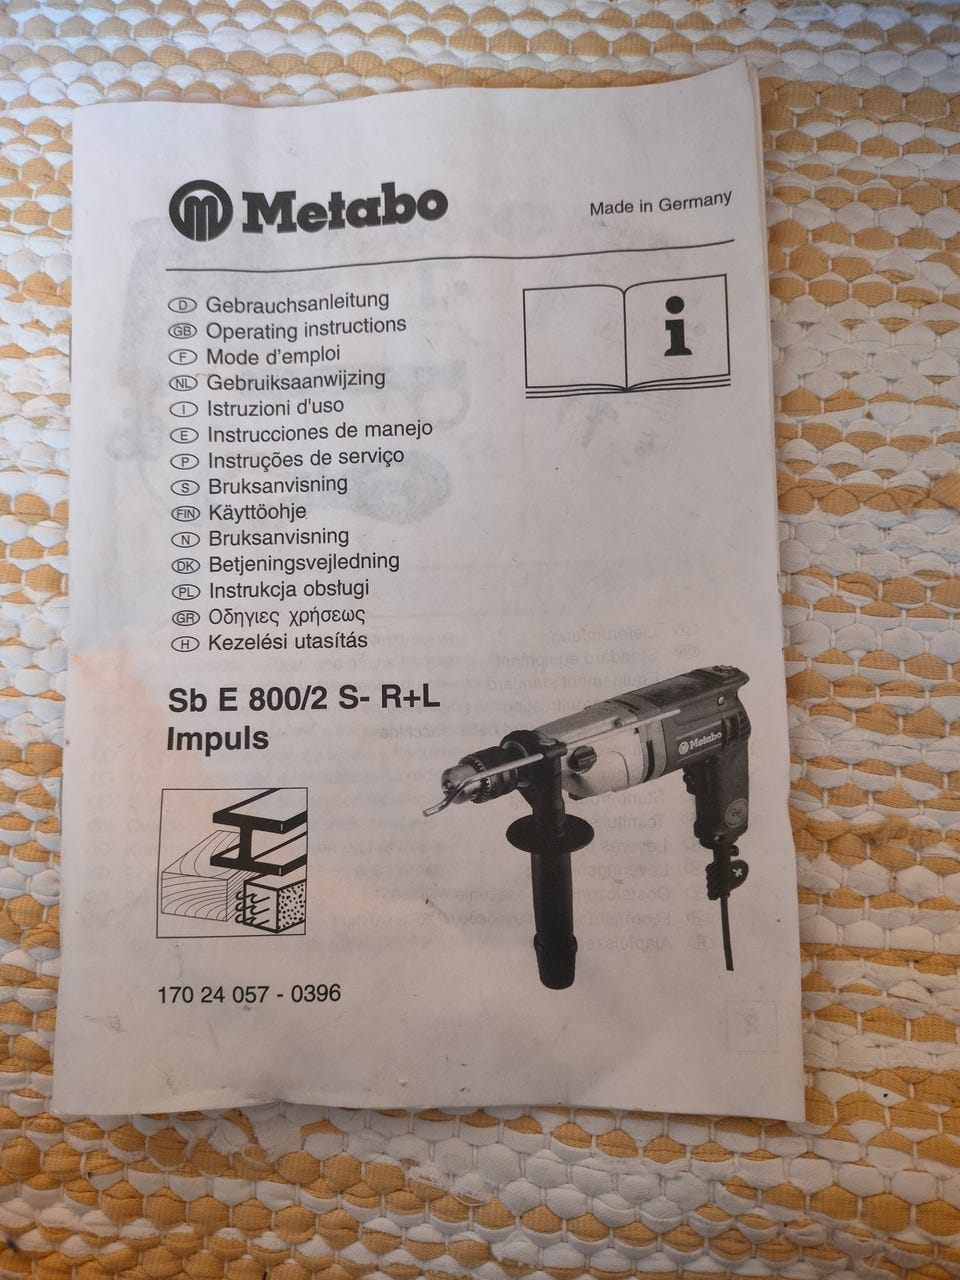 Metabo
Made in Germany
D Gebrauchsanleitung
GB Operating instructions
F Mode d'emploi
NL Gebruiksaanwijzing
I Istruzioni d'uso
E Instrucciones de manejo
P Instruções de serviço
S Bruksanvisning
FIN Käyttöohje
N Bruksanvisning
DK Betjeningsvejledning
PL Instrukcja obsługi
GR Οδηγιες χρήσεως
H Kezelési utasítás
i
Sb E 800/2 S- R+L
Impuls
Metabo
170 24 057 - 0396